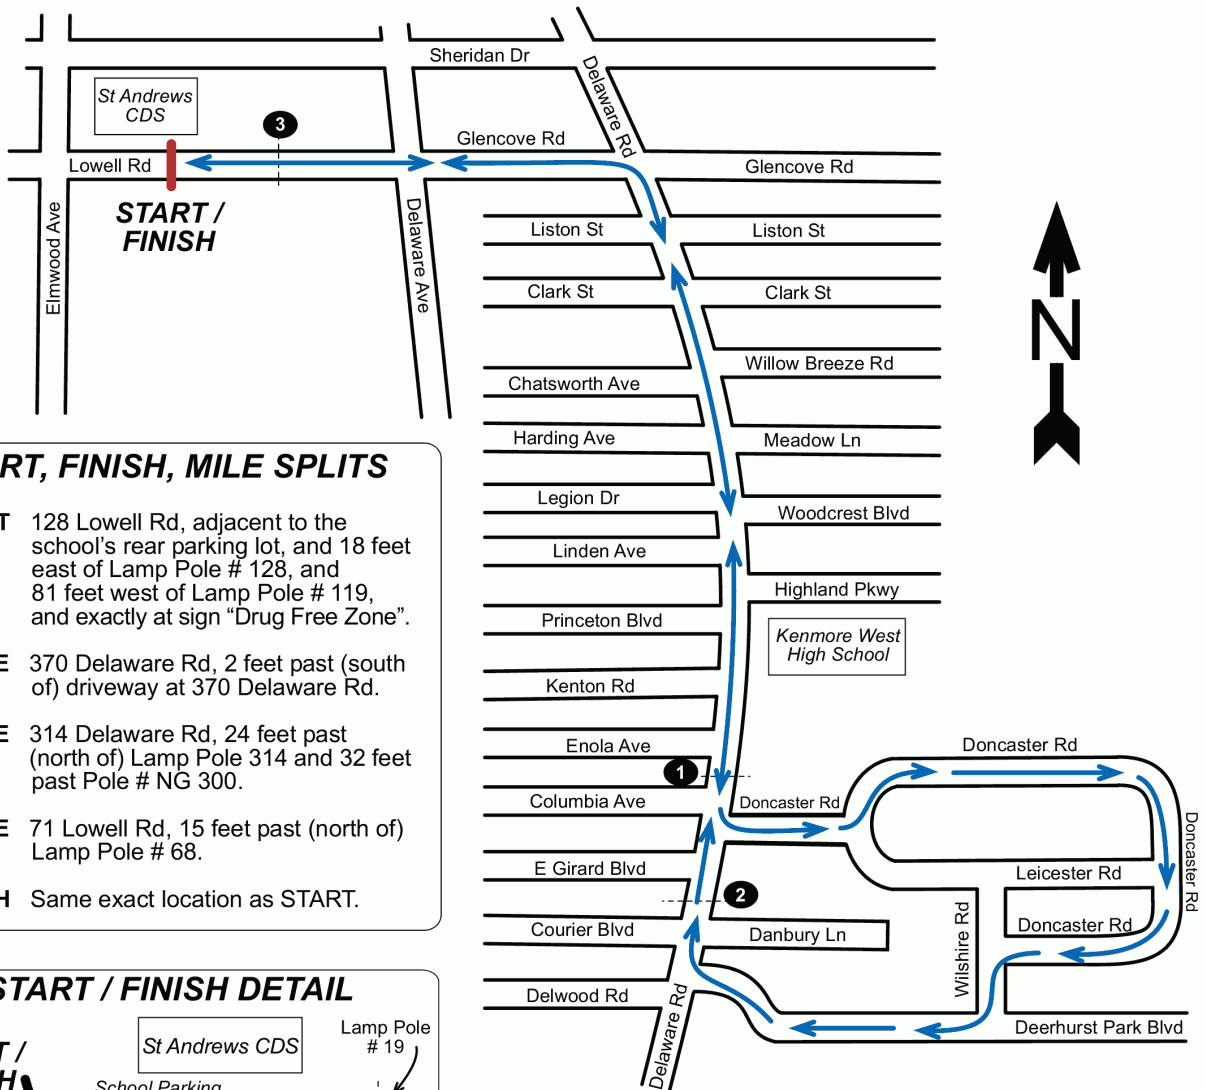 Sheridan Dr
Delaware Rd
St Andrews
CDS
3
Glencove Rd
Lowell Rd
Glencove Rd
START /
FINISH
Elmwood Ave
Delaware Ave
Liston St
Liston St
Clark St
Clark St
N
Willow Breeze Rd
Chatsworth Ave
Harding Ave
Meadow Ln
Legion Dr
Woodcrest Blvd
Linden Ave
Highland Pkwy
Princeton Blvd
Kenmore West
High School
Kenton Rd
Enola Ave
Doncaster Rd
1
Columbia Ave
Doncaster Rd
Doncaster Rd
E Girard Blvd
Leicester Rd
2
Courier Blvd
Danbury Ln
Doncaster Rd
Wilshire Rd
Delwood Rd
Delaware Rd
Deerhurst Park Blvd
RT, FINISH, MILE SPLITS
T 128 Lowell Rd, adjacent to the
school’s rear parking lot, and 18 feet
east of Lamp Pole # 128, and
81 feet west of Lamp Pole # 119,
and exactly at sign “Drug Free Zone”.
E 370 Delaware Rd, 2 feet past (south
of) driveway at 370 Delaware Rd.
E 314 Delaware Rd, 24 feet past
(north of) Lamp Pole 314 and 32 feet
past Pole # NG 300.
E 71 Lowell Rd, 15 feet past (north of)
Lamp Pole # 68.
H Same exact location as START.
START / FINISH DETAIL
St Andrews CDS
Lamp Pole
# 19
T /
H
School Parking